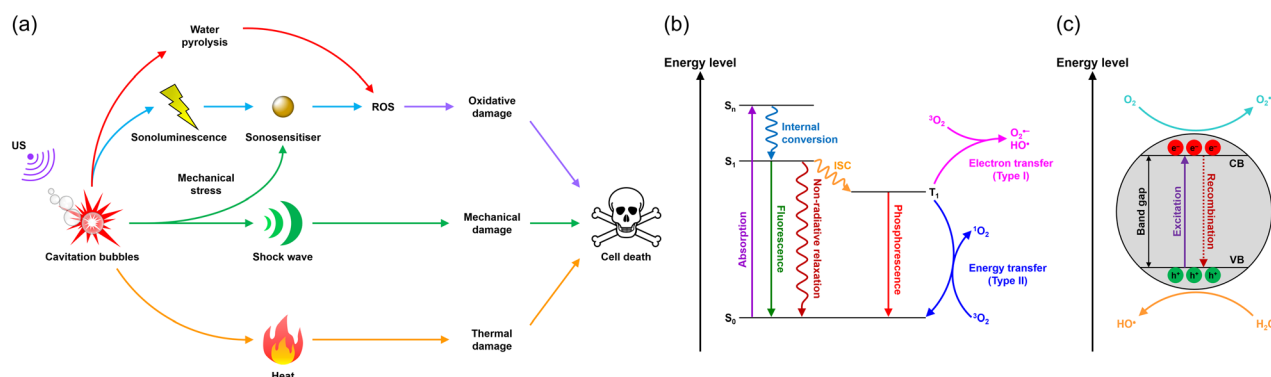 (a)
Water
pyrolysis
Sonoluminescence
Sonosensitiser
ROS
Oxidative
damage
US
Mechanical
stress
Cavitation bubbles
Shock wave
Mechanical
damage
Cell death
Heat
Thermal
damage
(b)
Energy level
Sₙ
Internal
conversion
S₁
ISC
T₁
³O₂
O₂•−
HO•
Electron transfer
(Type I)
Absorption
Fluorescence
Non-radiative relaxation
Phosphorescence
¹O₂
Energy transfer
(Type II)
³O₂
S₀
(c)
Energy level
O₂
O₂•
e⁻ e⁻ e⁻
CB
Band gap
Excitation
Recombination
VB
h⁺ h⁺ h⁺
HO•
H₂O